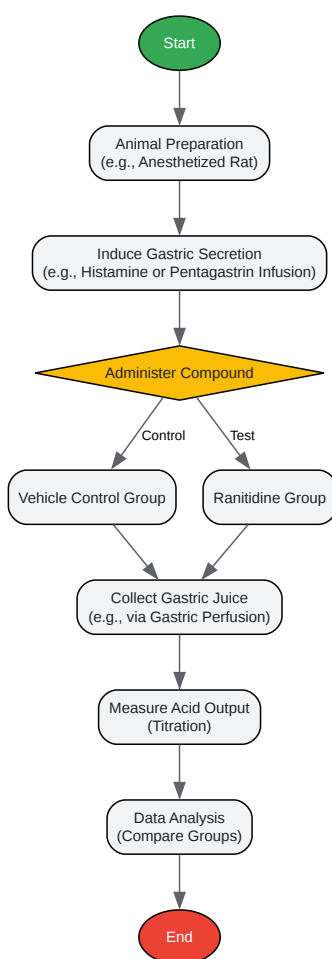 Start
Animal Preparation
(e.g., Anesthetized Rat)
Induce Gastric Secretion
(e.g., Histamine or Pentagastrin Infusion)
Administer Compound
Control
Test
Vehicle Control Group
Ranitidine Group
Collect Gastric Juice
(e.g., via Gastric Perfusion)
Measure Acid Output
(Titration)
Data Analysis
(Compare Groups)
End